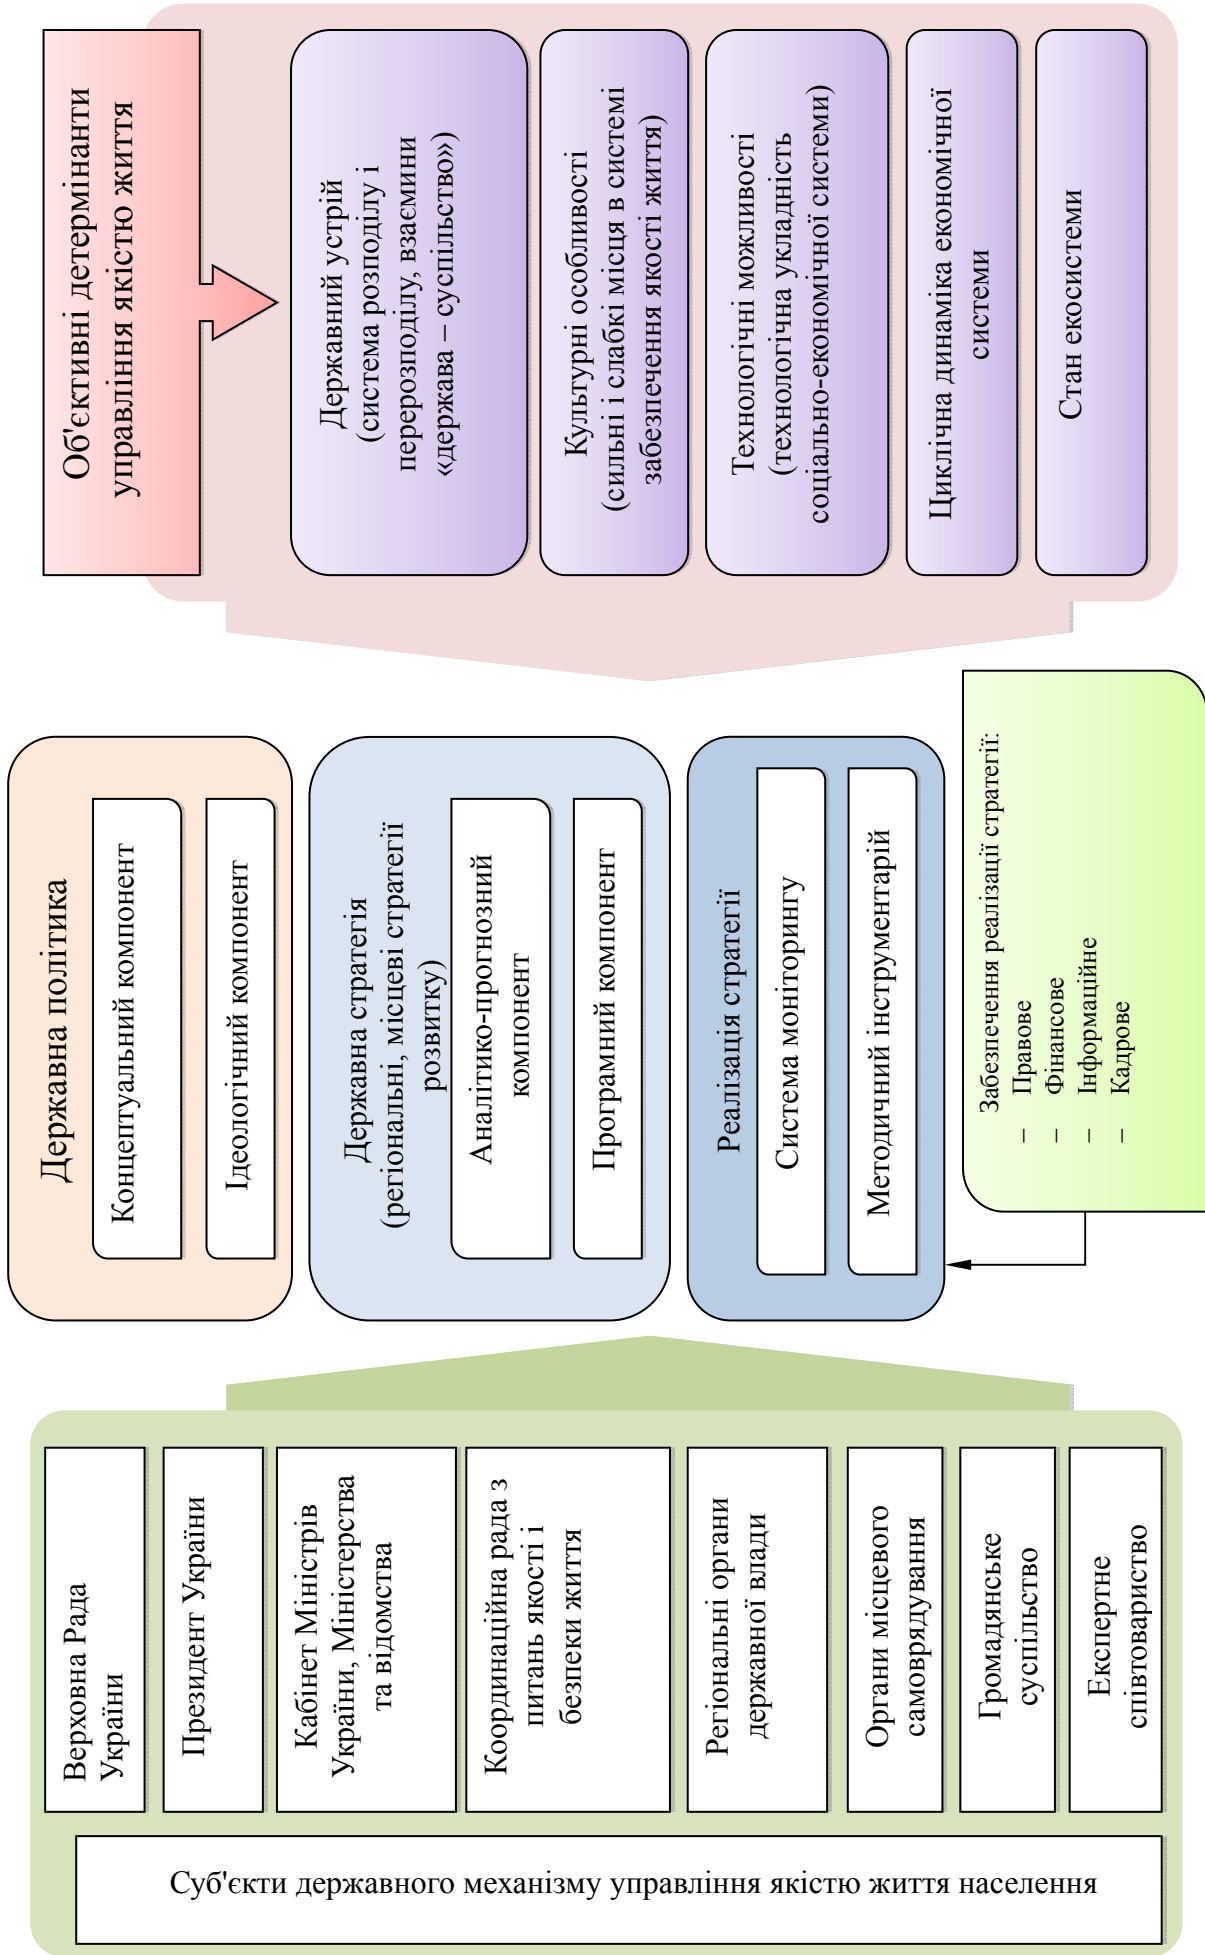 Суб'єкти державного механізму управління якістю життя населення
Верховна Рада
України
Президент України
Кабінет Міністрів
України, Міністерства
та відомства
Координаційна рада з
питань якості і
безпеки життя
Регіональні органи
державної влади
Органи місцевого
самоврядування
Громадянське
суспільство
Експертне
співтовариство
Державна політика
Концептуальний компонент
Ідеологічний компонент
Державна стратегія
(регіональні, місцеві стратегії
розвитку)
Аналітико-прогнозний
компонент
Програмний компонент
Реалізація стратегії
Система моніторингу
Методичний інструментарій
Забезпечення реалізації стратегії:
– Правове
– Фінансове
– Інформаційне
– Кадрове
Об'єктивні детермінанти
управління якістю життя
Державний устрій
(система розподілу і
перерозподілу, взаємини
«держава – суспільство»)
Культурні особливості
(сильні і слабкі місця в системі
забезпечення якості життя)
Технологічні можливості
(технологічна укладність
соціально-економічної системи)
Циклічна динаміка економічної
системи
Стан екосистеми